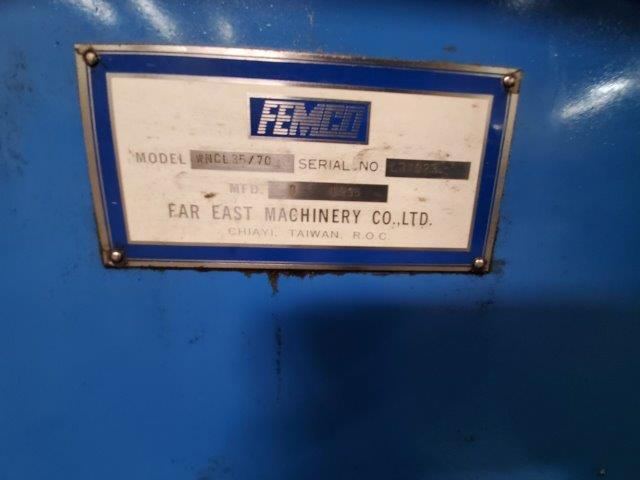 FEMCO
MODEL WNCL35/70 SERIAL.NO
MFD.
FAR EAST MACHINERY CO.,LTD.
CHIAYI, TAIWAN, R.O.C.